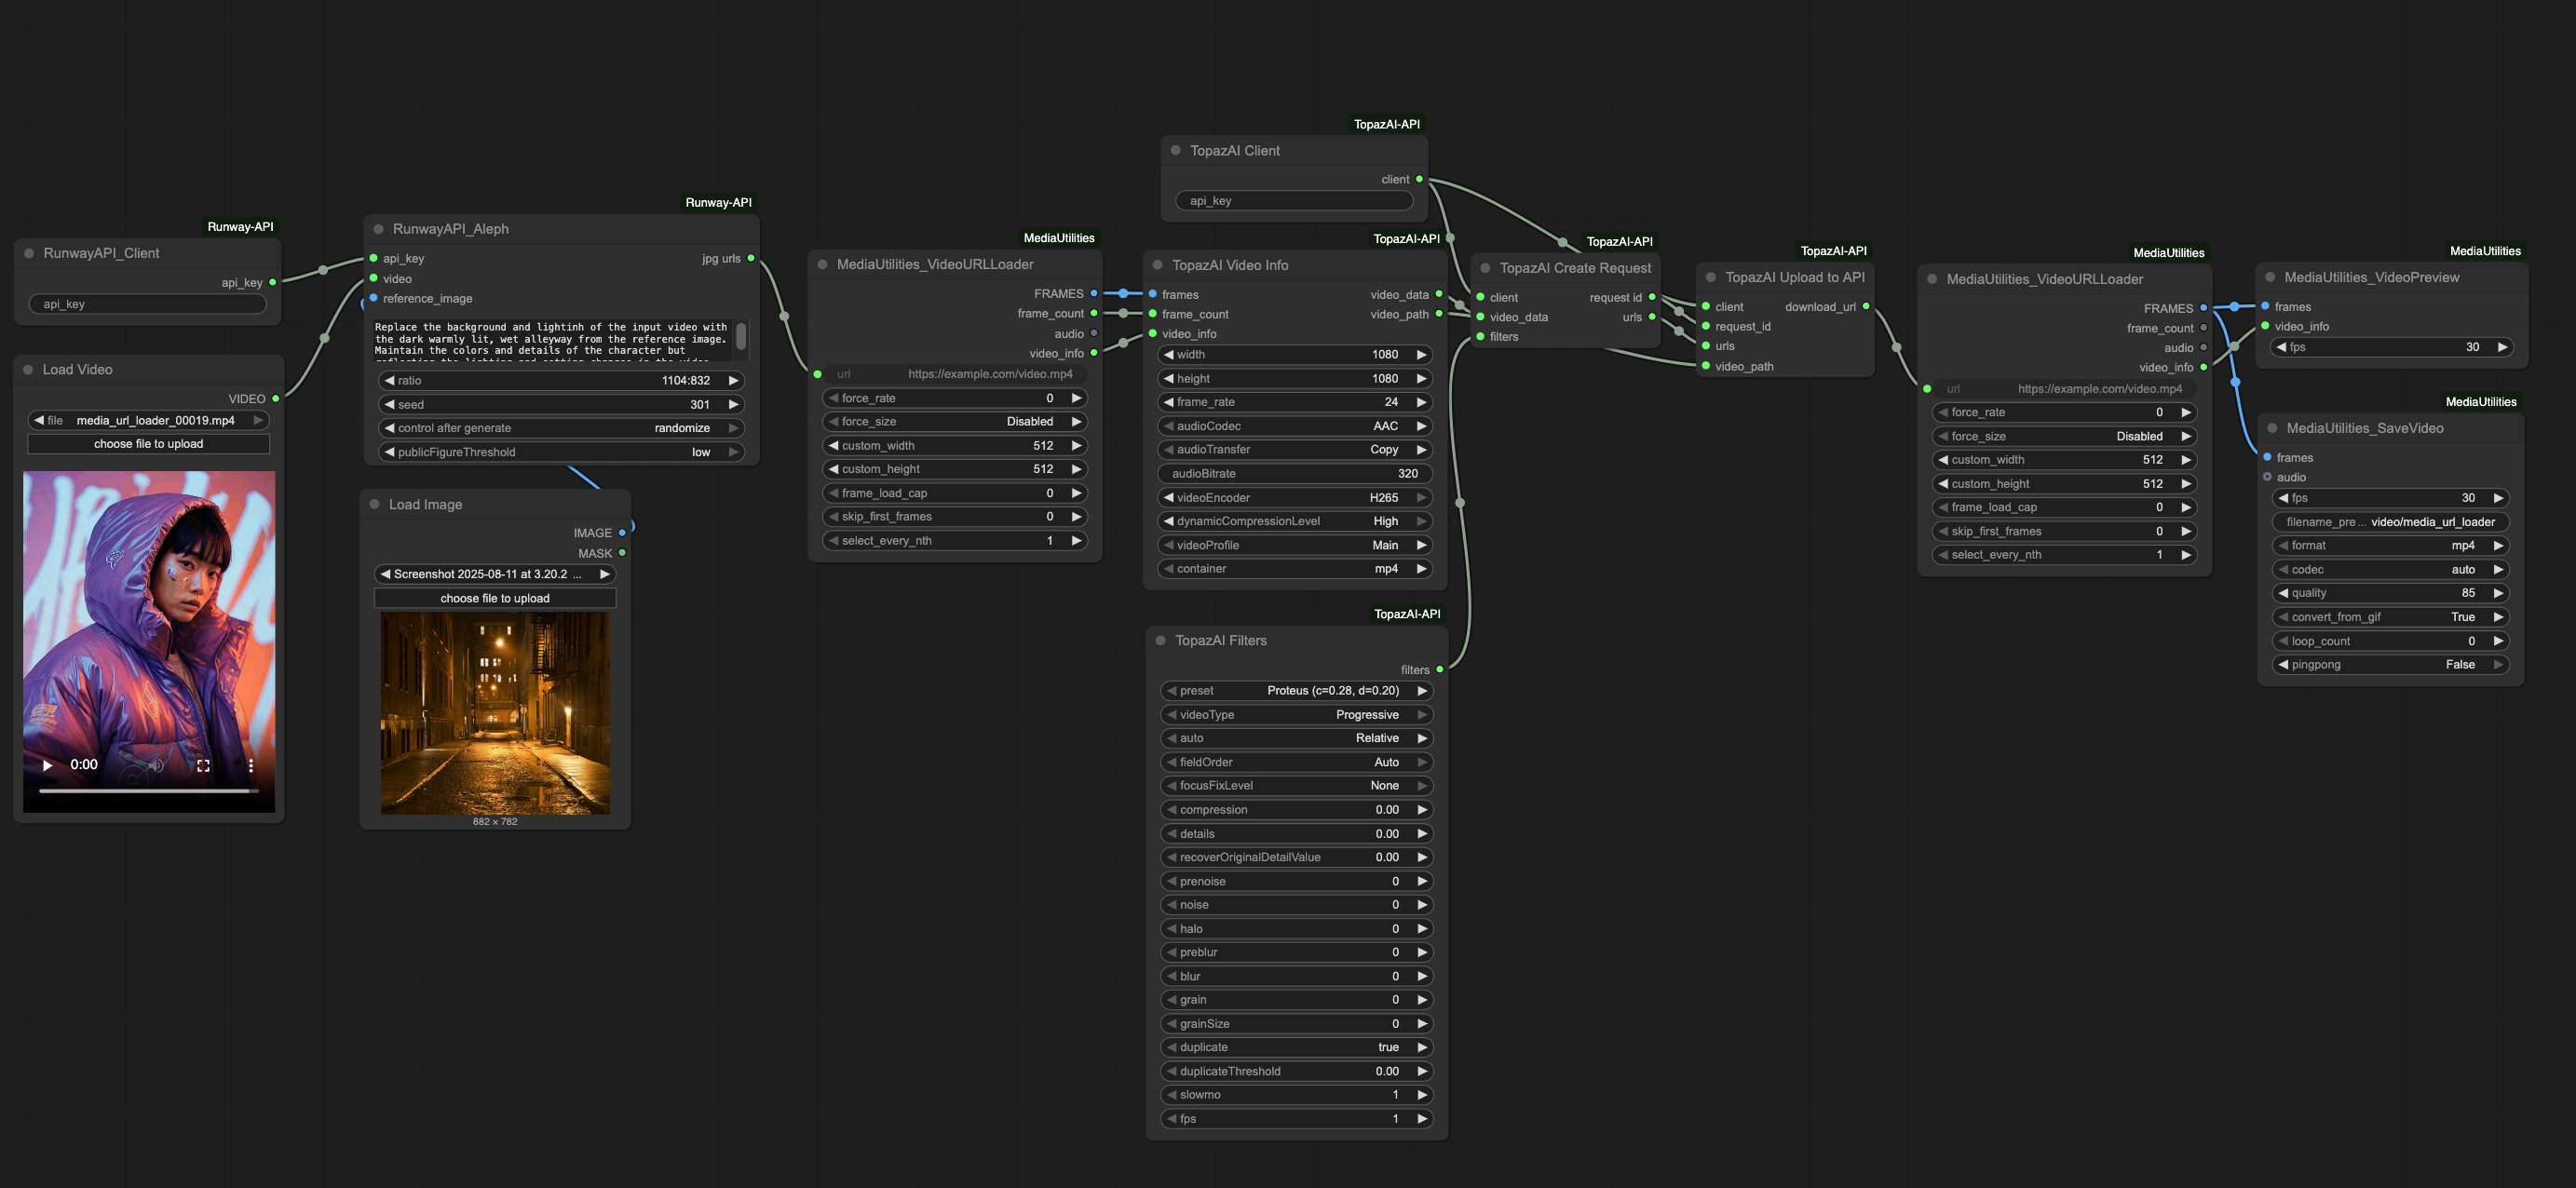 Runway-API
RunwayAPI_Client
api_key
api_key
Load Video
VIDEO
file media_url_loader_00019.mp4
choose file to upload
0:00
Runway-API
RunwayAPI_Aleph
api_key jpg urls
video
reference_image
Replace the background and lightinh of the input video with
the dark warmly lit, wet alleyway from the reference image.
Maintain the colors and details of the character but
ratio 1104:832
seed 301
control after generate randomize
publicFigureThreshold low
Load Image
IMAGE
MASK
Screenshot 2025-08-11 at 3.20.2 ...
choose file to upload
882 × 782
MediaUtilities
MediaUtilities_VideoURLLoader
FRAMES
frame_count
audio
video_info
url https://example.com/video.mp4
force_rate 0
force_size Disabled
custom_width 512
custom_height 512
frame_load_cap 0
skip_first_frames 0
select_every_nth 1
TopazAI-API
TopazAI Client
client
api_key
TopazAI-API
TopazAI Video Info
frames video_data
frame_count video_path
video_info
width 1080
height 1080
frame_rate 24
audioCodec AAC
audioTransfer Copy
audioBitrate 320
videoEncoder H265
dynamicCompressionLevel High
videoProfile Main
container mp4
TopazAI-API
TopazAI Filters
filters
preset Proteus (c=0.28, d=0.20)
videoType Progressive
auto Relative
fieldOrder Auto
focusFixLevel None
compression 0.00
details 0.00
recoverOriginalDetailValue 0.00
prenoise 0
noise 0
halo 0
preblur 0
blur 0
grain 0
grainSize 0
duplicate true
duplicateThreshold 0.00
slowmo 1
fps 1
TopazAI-API
TopazAI Create Request
client request id
video_data urls
filters
TopazAI-API
TopazAI Upload to API
client download_url
request_id
urls
video_path
MediaUtilities
MediaUtilities_VideoURLLoader
FRAMES
frame_count
audio
video_info
url https://example.com/video.mp4
force_rate 0
force_size Disabled
custom_width 512
custom_height 512
frame_load_cap 0
skip_first_frames 0
select_every_nth 1
MediaUtilities
MediaUtilities_VideoPreview
frames
video_info
fps 30
MediaUtilities
MediaUtilities_SaveVideo
frames
audio
fps 30
filename_pre... video/media_url_loader
format mp4
codec auto
quality 85
convert_from_gif True
loop_count 0
pingpong False